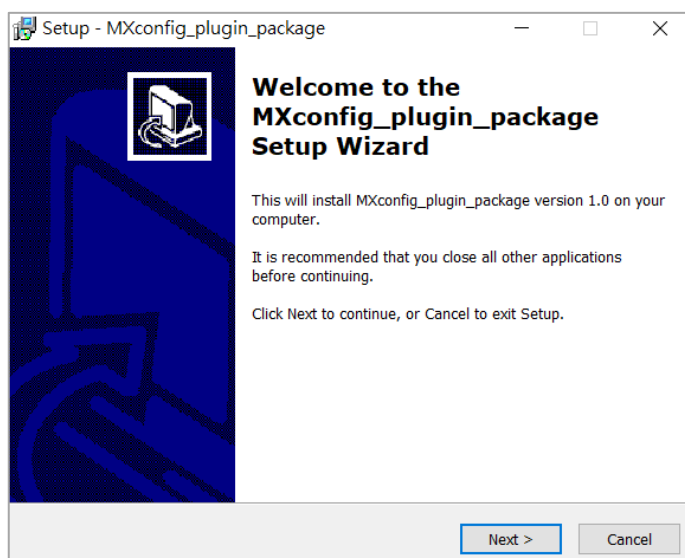 Setup - MXconfig_plugin_package
Welcome to the
MXconfig_plugin_package
Setup Wizard
This will install MXconfig_plugin_package version 1.0 on your
computer.
It is recommended that you close all other applications
before continuing.
Click Next to continue, or Cancel to exit Setup.
Next >
Cancel